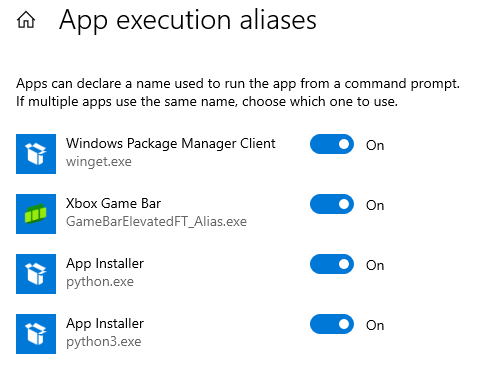 App execution aliases
Apps can declare a name used to run the app from a command prompt.
If multiple apps use the same name, choose which one to use.
Windows Package Manager Client
On
winget.exe
Xbox Game Bar
On
GameBarElevatedFT_Alias.exe
App Installer
On
python.exe
App Installer
On
python3.exe